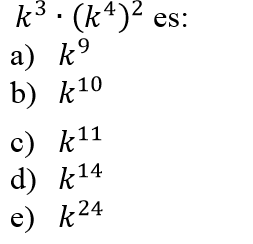 k³ · (k⁴)² es:
a) k⁹
b) k¹⁰
c) k¹¹
d) k¹⁴
e) k²⁴